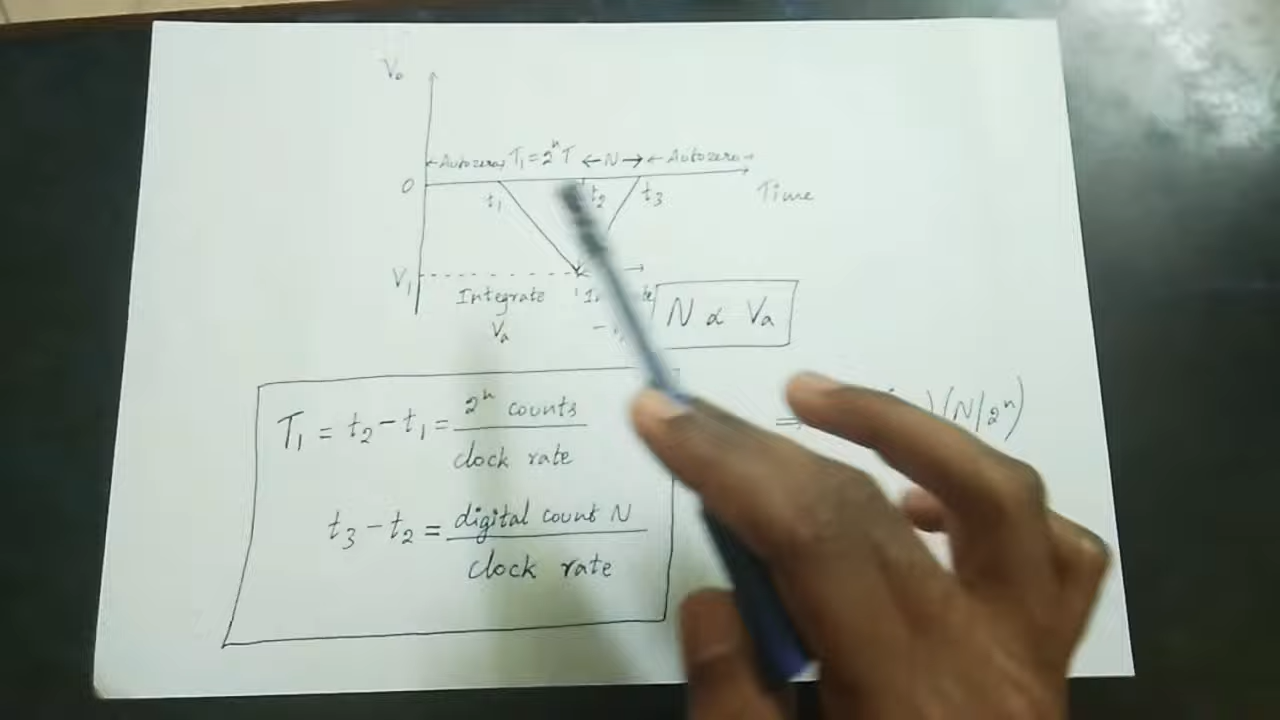 V₀
←Autozero→ T₁ = 2ⁿT ←N→ ←Autozero→
0
t₁ t₂ t₃ Time
V₁
Integrate
Vₐ
N ∝ Vₐ
T₁ = t₂ - t₁ = 2ⁿ counts / clock rate
⇒ )(N/2ⁿ)
t₃ - t₂ = digital count N / clock rate